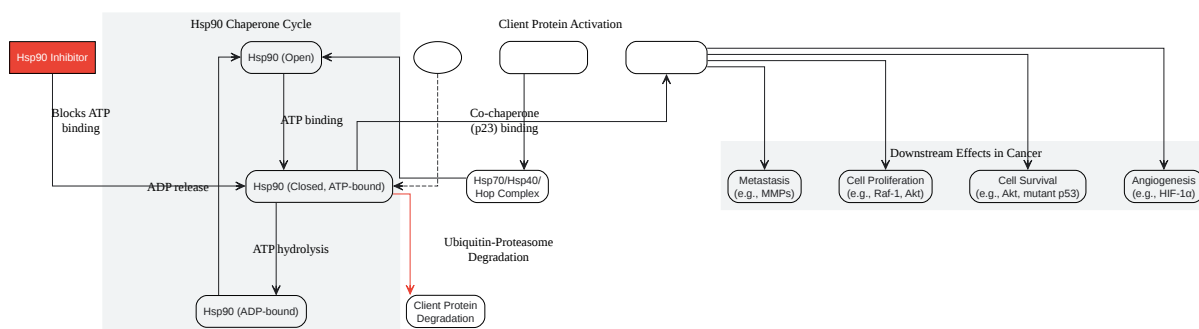 Hsp90 Chaperone Cycle
Client Protein Activation
Hsp90 Inhibitor
Hsp90 (Open)
Blocks ATP
binding
ATP binding
Co-chaperone
(p23) binding
Downstream Effects in Cancer
ADP release
Hsp90 (Closed, ATP-bound)
Hsp70/Hsp40/
Hop Complex
Metastasis
(e.g., MMPs)
Cell Proliferation
(e.g., Raf-1, Akt)
Cell Survival
(e.g., Akt, mutant p53)
Angiogenesis
(e.g., HIF-1α)
ATP hydrolysis
Ubiquitin-Proteasome
Degradation
Hsp90 (ADP-bound)
Client Protein
Degradation